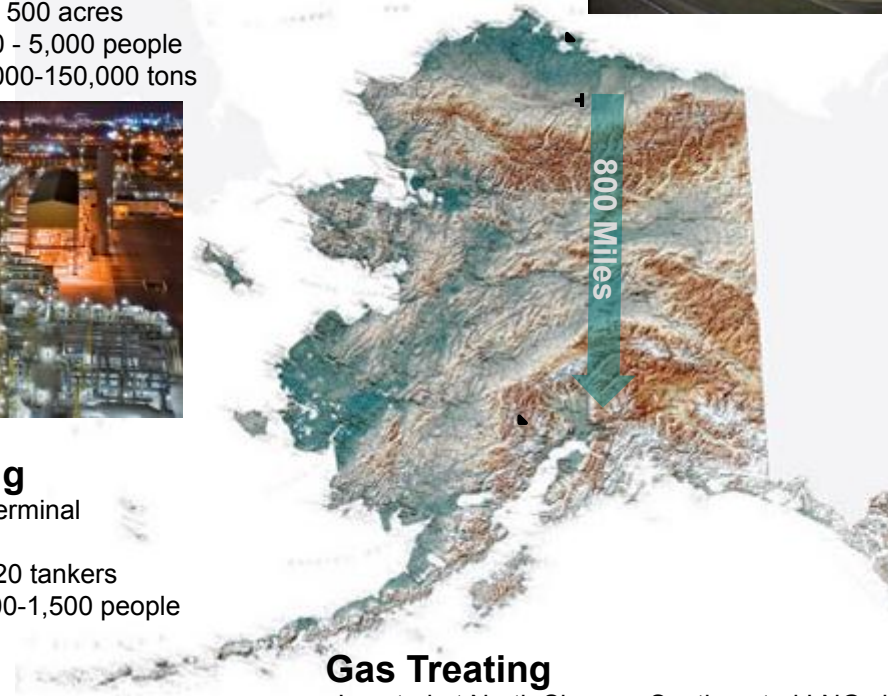 500 acres
- 5,000 people
000-150,000 tons
800 Miles
g
erminal
20 tankers
00-1,500 people
Gas Treating